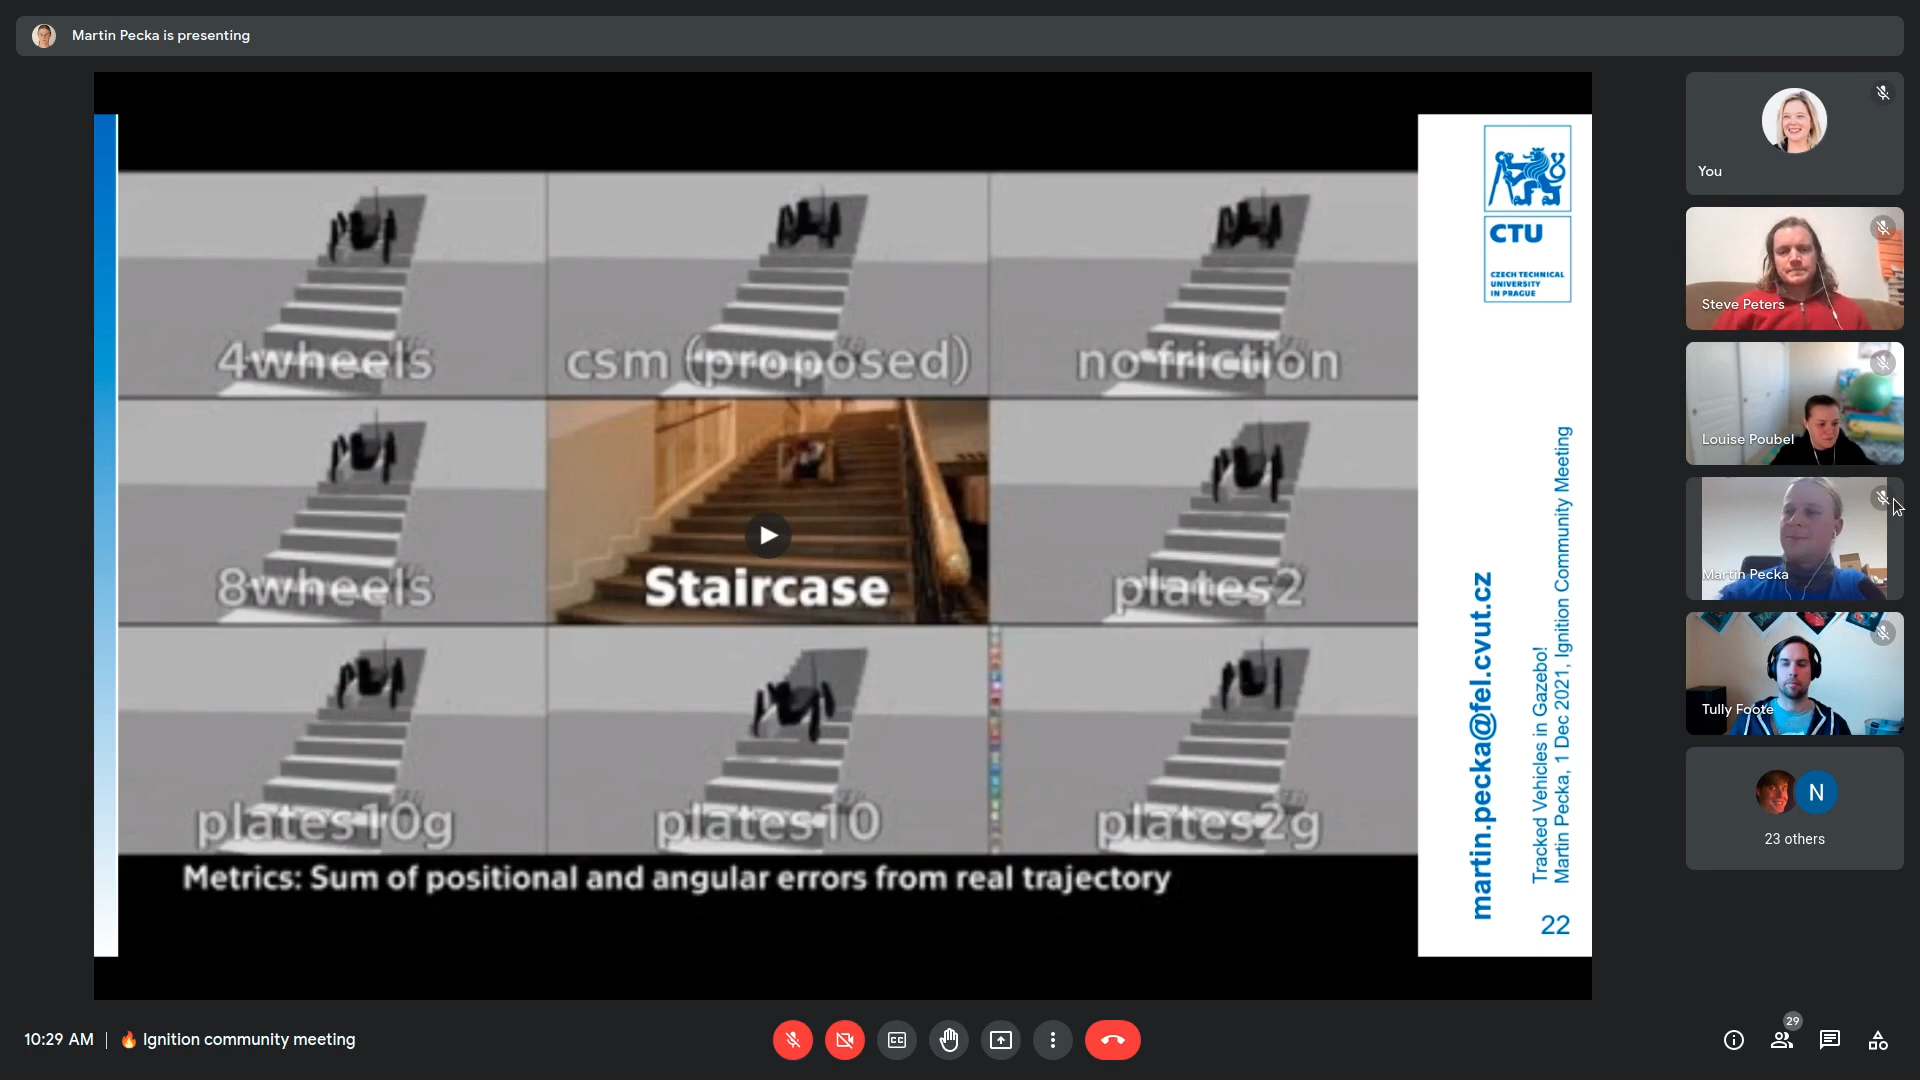 Martin Pecka is presenting
4wheels
csm (proposed)
no friction
8wheels
Staircase
plates2
plates10g
plates10
plates2g
Metrics: Sum of positional and angular errors from real trajectory
CTU
CZECH TECHNICAL
UNIVERSITY
IN PRAGUE
martin.pecka@fel.cvut.cz
Tracked Vehicles in Gazebo!
Martin Pecka, 1 Dec 2021, Ignition Community Meeting
22
You
Steve Peters
Louise Poubel
Martin Pecka
Tully Foote
N
23 others
10:29 AM | 🔥 Ignition community meeting
CC
29